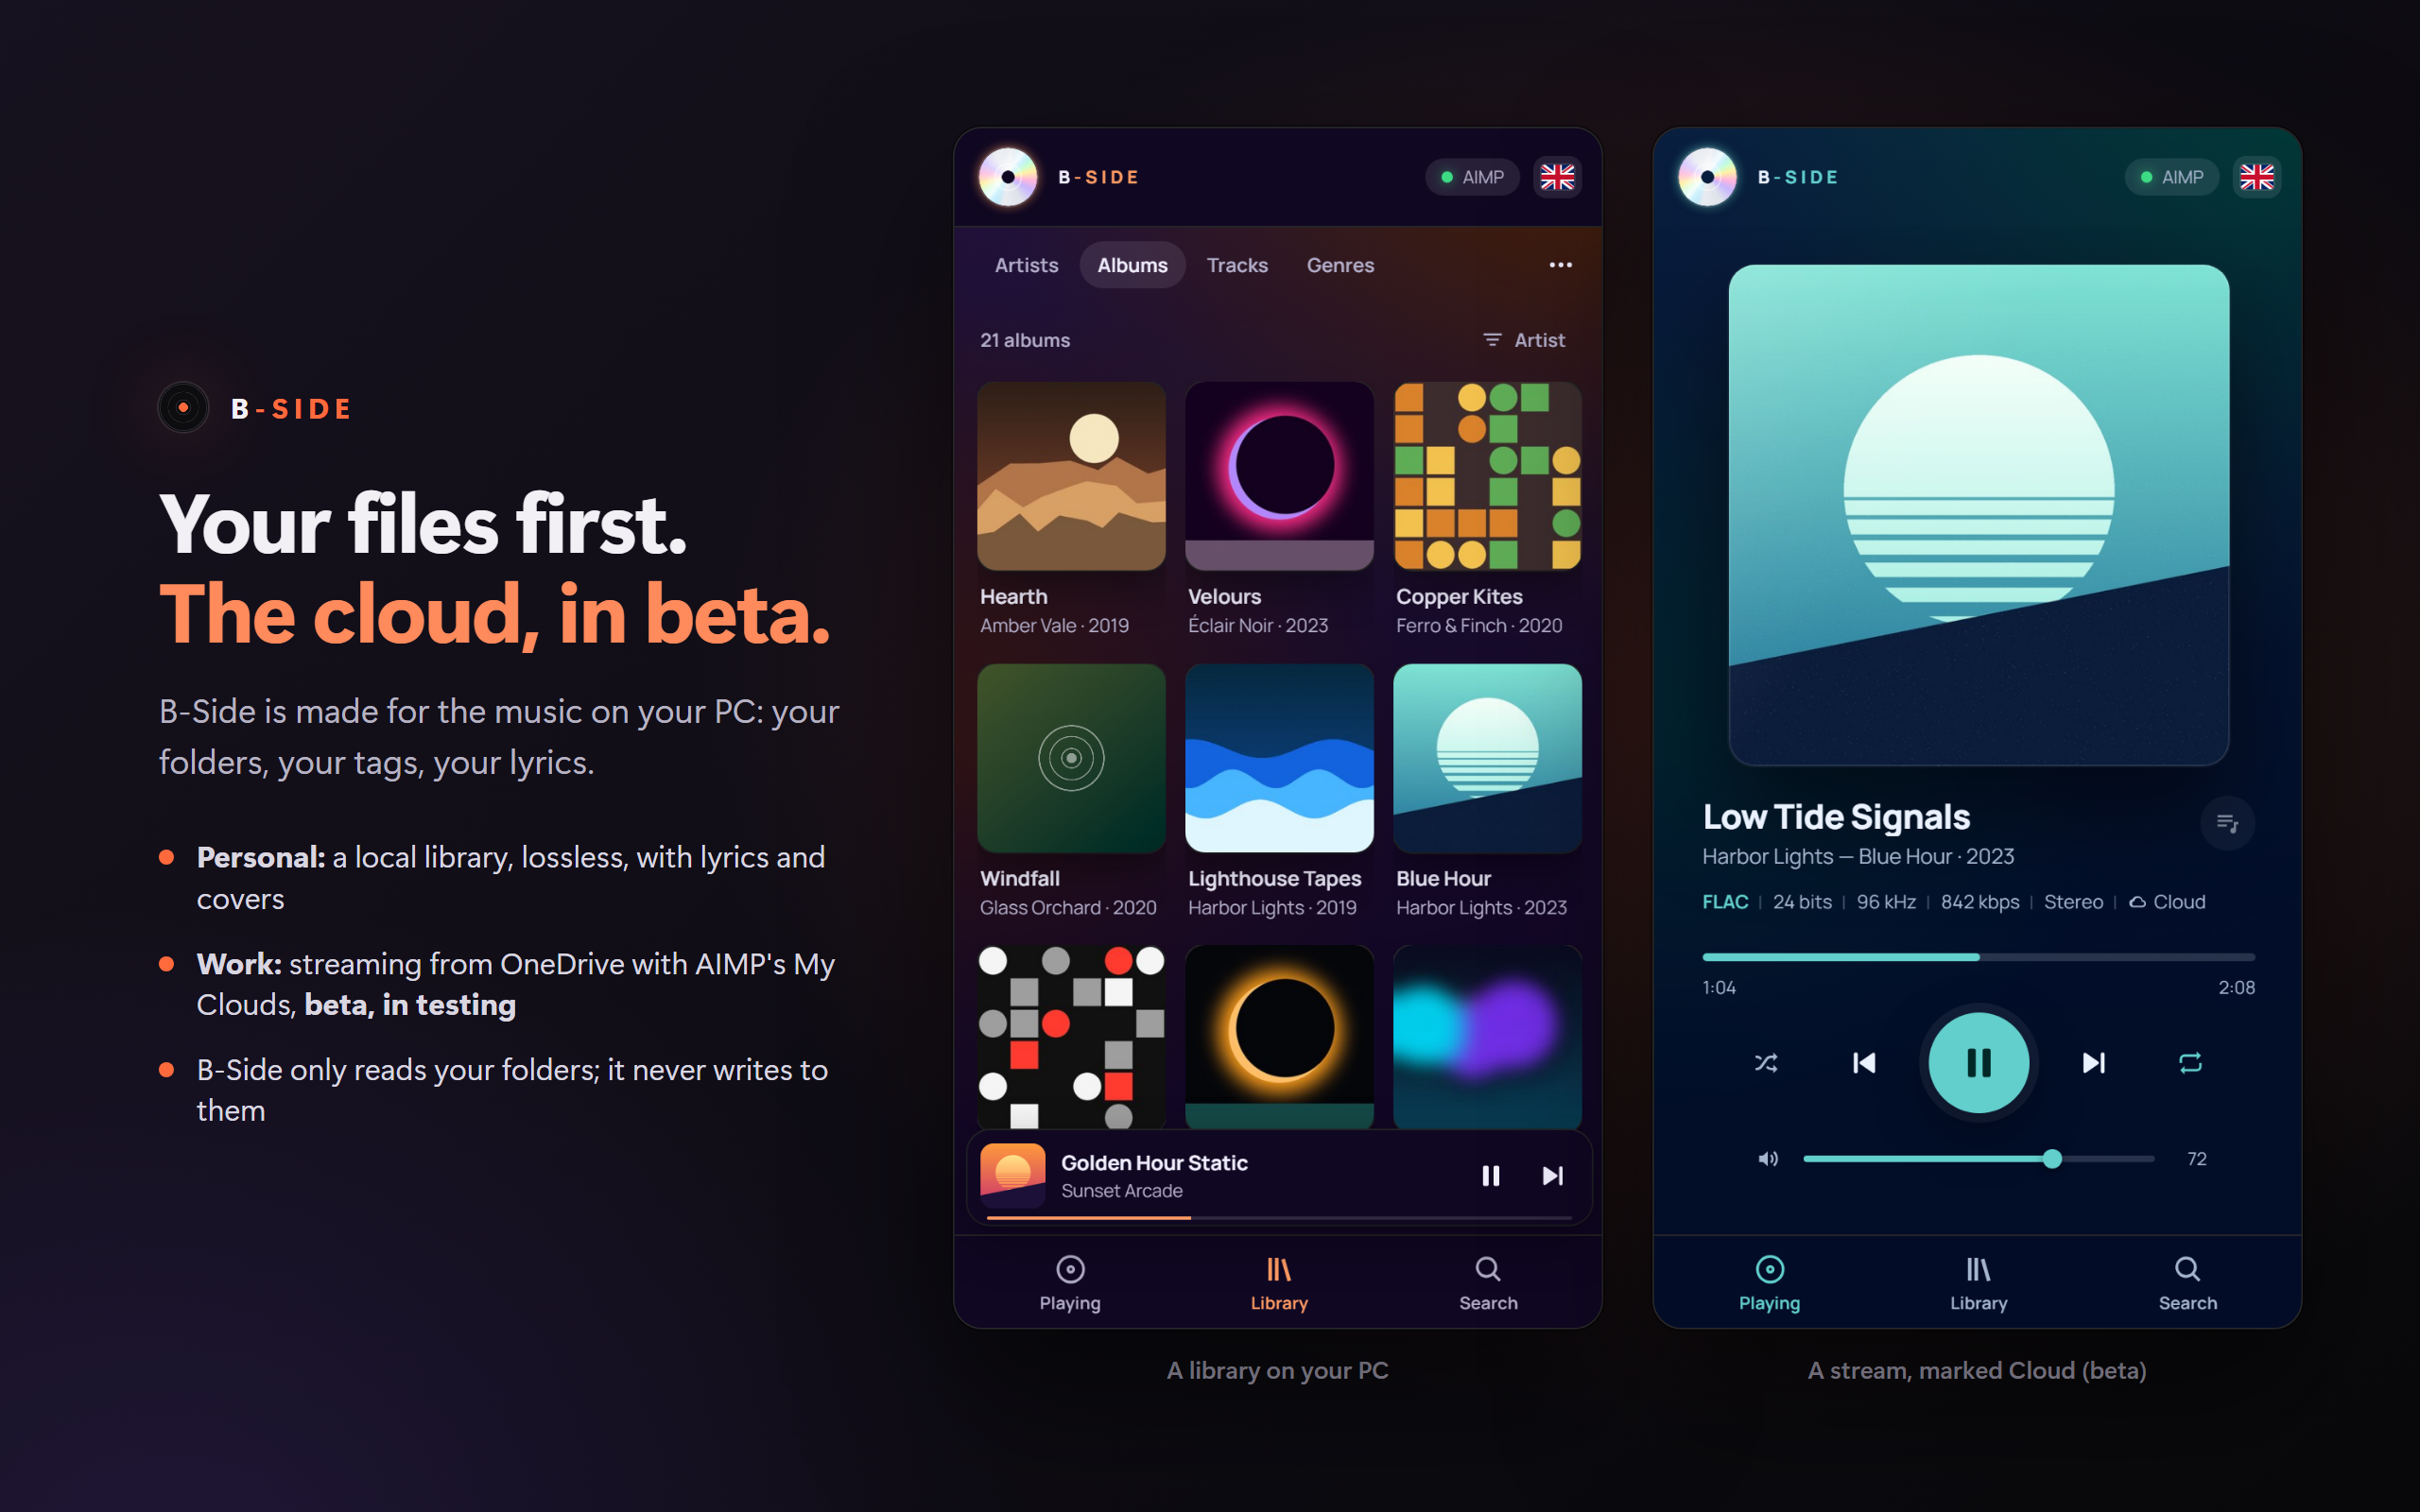 B-SIDE
Your files first.
The cloud, in beta.
B-Side is made for the music on your PC: your
folders, your tags, your lyrics.
Personal: a local library, lossless, with lyrics and
covers
Work: streaming from OneDrive with AIMP's My
Clouds, beta, in testing
B-Side only reads your folders; it never writes to
them
B-SIDE
AIMP
Artists
Albums
Tracks
Genres
21 albums
Artist
Hearth
Amber Vale · 2019
Velours
Éclair Noir · 2023
Copper Kites
Ferro & Finch · 2020
Windfall
Glass Orchard · 2020
Lighthouse Tapes
Harbor Lights · 2019
Blue Hour
Harbor Lights · 2023
Golden Hour Static
Sunset Arcade
Playing
Library
Search
A library on your PC
B-SIDE
AIMP
Low Tide Signals
Harbor Lights — Blue Hour · 2023
FLAC | 24 bits | 96 kHz | 842 kbps | Stereo | Cloud
1:04
2:08
72
Playing
Library
Search
A stream, marked Cloud (beta)